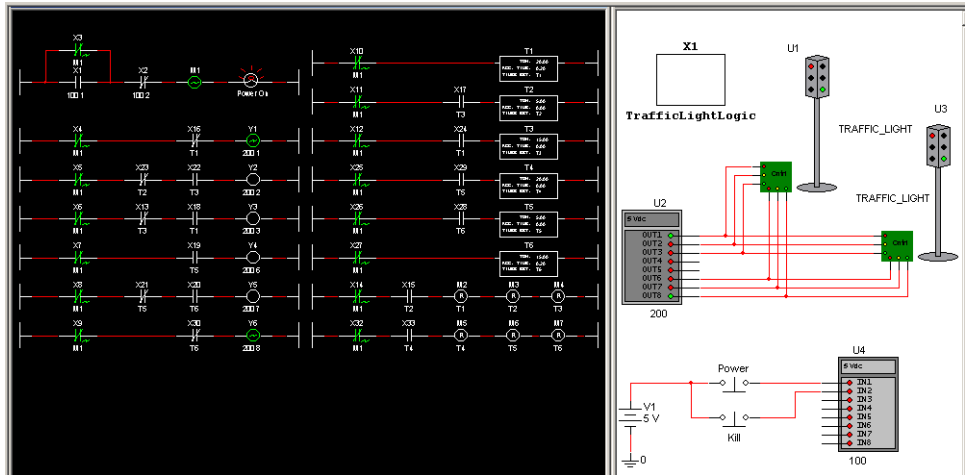 X3
M1
X1
100 1
X2
100 2
M1
Power On
X4
M1
X16
T1
Y1
200 1
X5
M1
X23
T2
X22
T3
Y2
200 2
X6
M1
X13
T3
X18
T1
Y3
200 3
X7
M1
X19
T5
Y4
200 6
X8
M1
X21
T5
X20
T6
Y5
200 7
X9
M1
X30
T6
Y6
200 8
X10
M1
T1
X11
M1
X17
T3
T2
X12
M1
X24
T1
T3
X26
M1
X29
T6
T4
X26
M1
X28
T6
T5
X27
M1
T6
X14
M1
X15
T2
M2
R
T1
M3
R
T2
M4
R
T3
X32
M1
X33
T4
M5
R
T4
M6
R
T5
M7
R
T6
X1
TrafficLightLogic
U1
TRAFFIC_LIGHT
U3
TRAFFIC_LIGHT
U2
5 Vdc
OUT1
OUT2
OUT3
OUT4
OUT5
OUT6
OUT7
OUT8
200
U4
5 Vdc
IN1
IN2
IN3
IN4
IN5
IN6
IN7
IN8
100
Power
Kill
V1
5 V
0